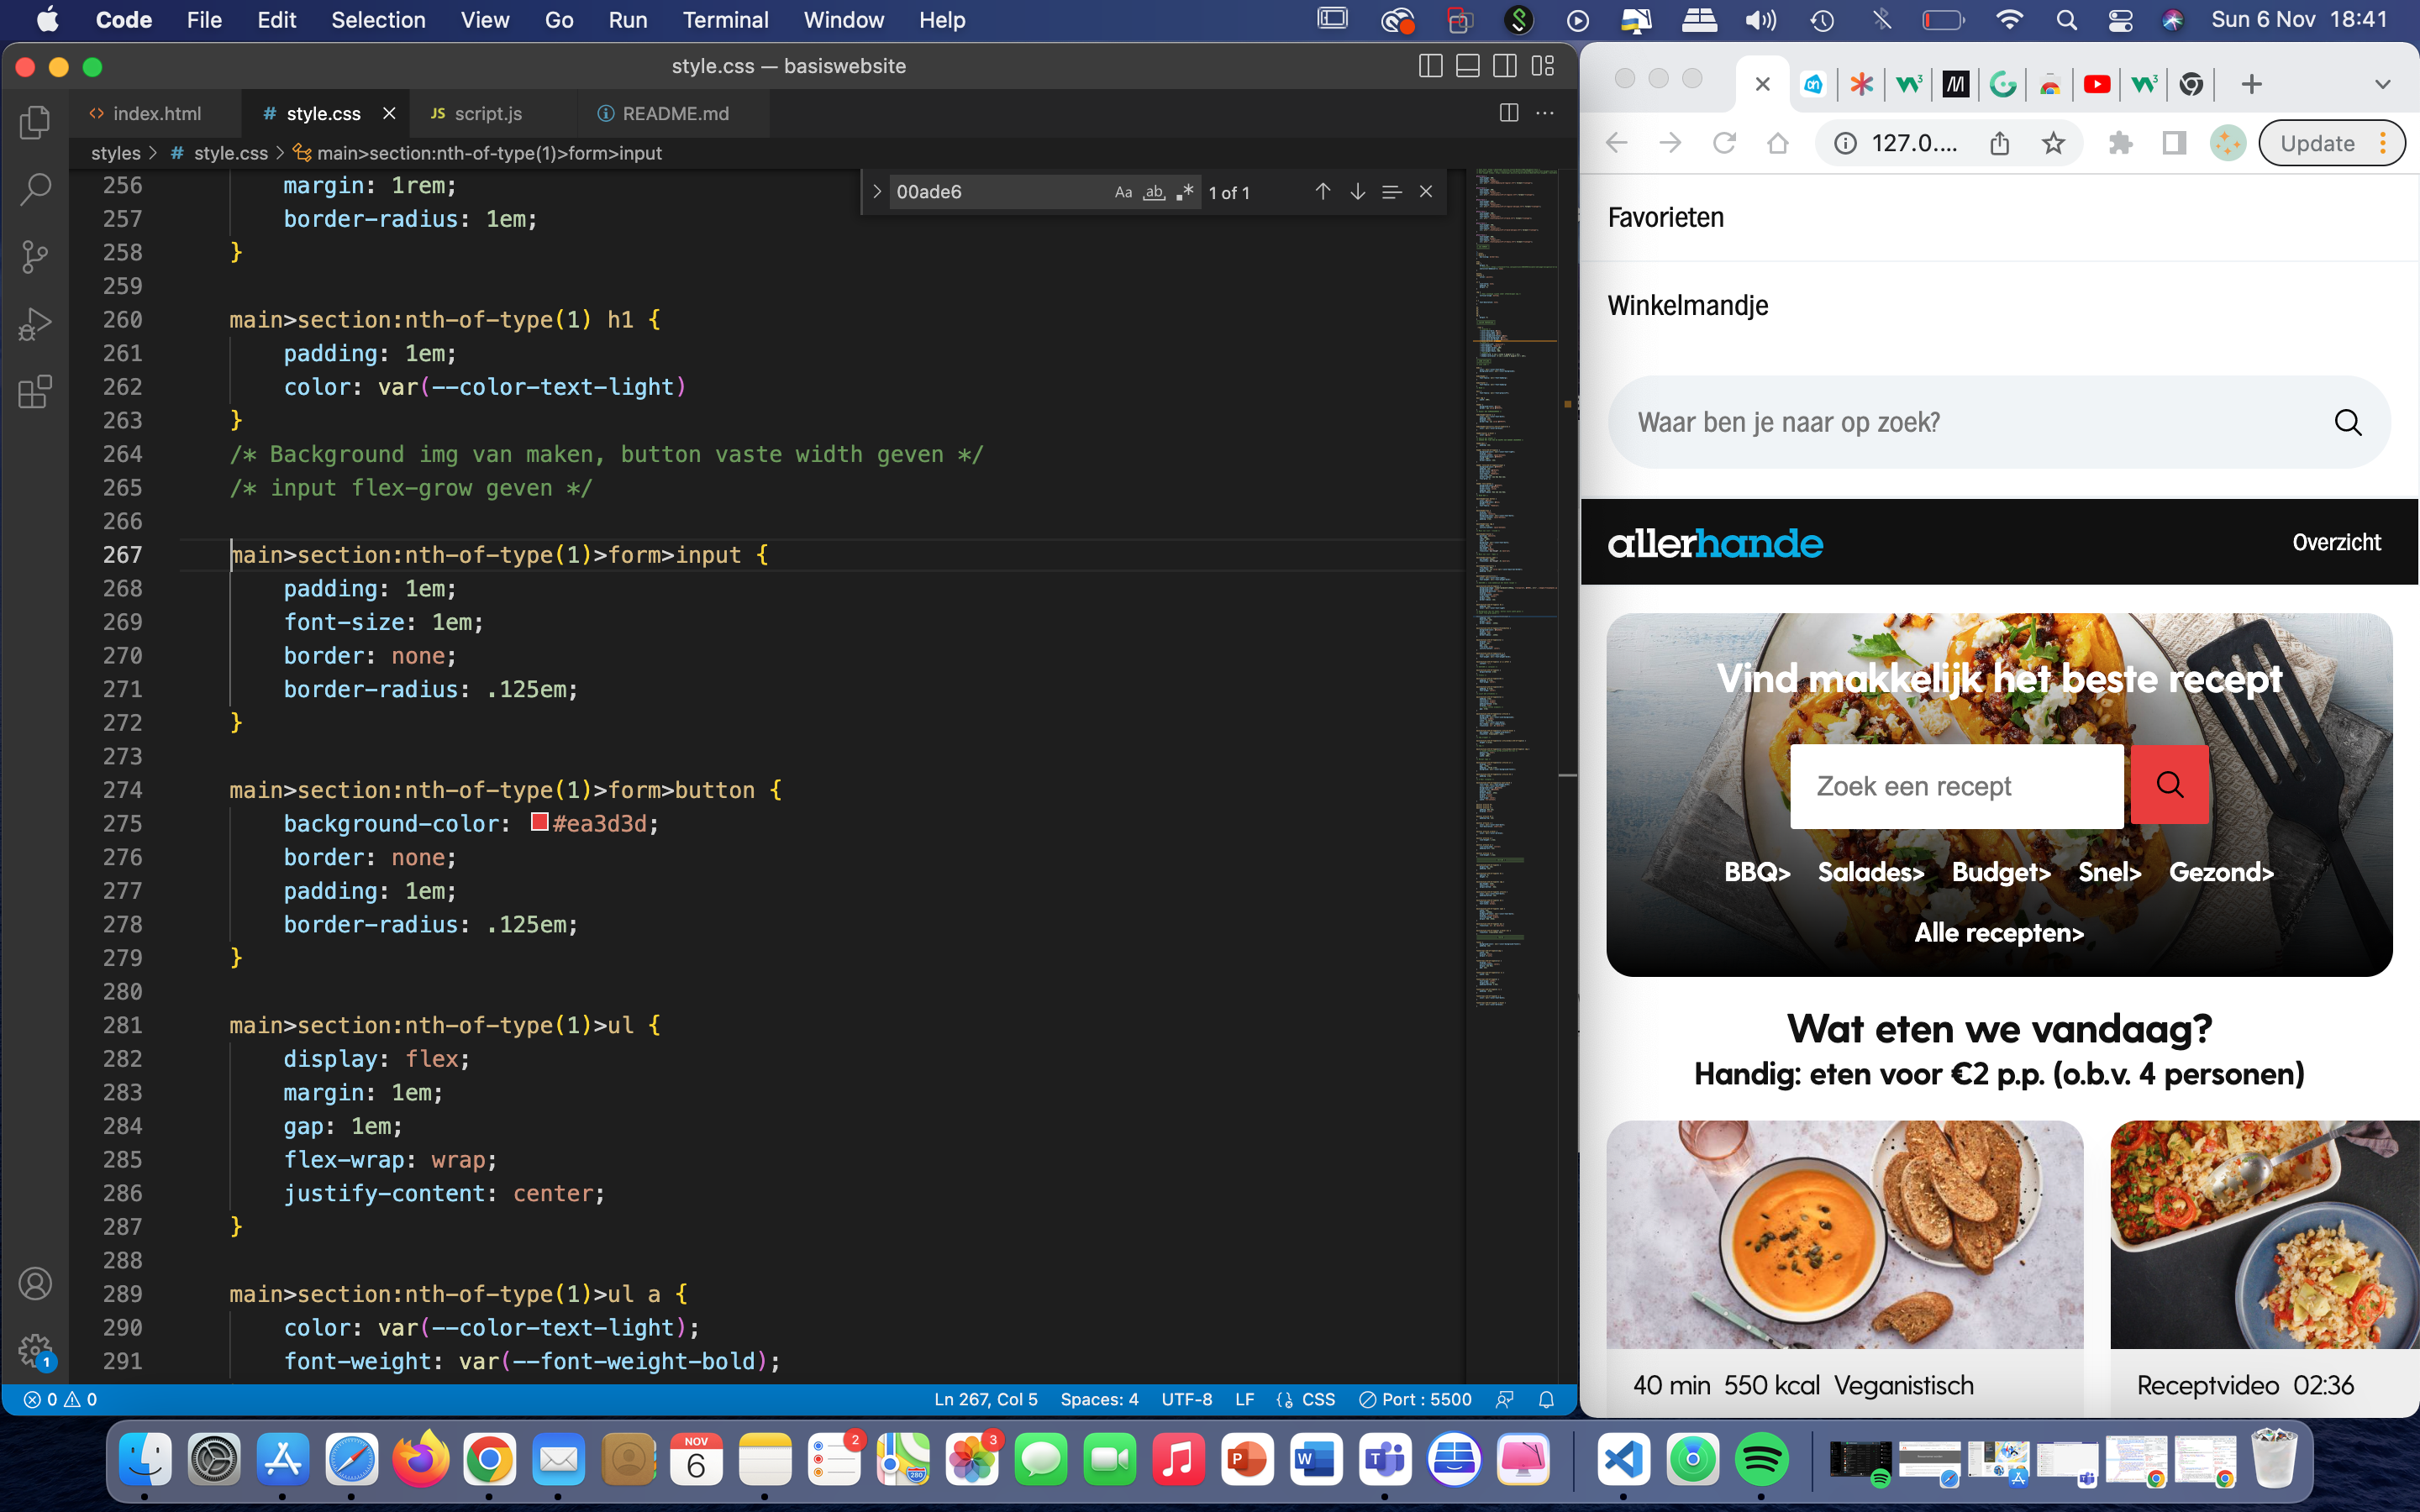 Code File Edit Selection View Go Run Terminal Window Help
Sun 6 Nov 18:41
style.css — basiswebsite
index.html
# style.css
JS script.js
README.md
styles > # style.css > main>section:nth-of-type(1)>form>input
00ade6
Aa ab 1 of 1
256 margin: 1rem;
257 border-radius: 1em;
258 }
259
260 main>section:nth-of-type(1) h1 {
261 padding: 1em;
262 color: var(--color-text-light)
263 }
264 /* Background img van maken, button vaste width geven */
265 /* input flex-grow geven */
266
267 main>section:nth-of-type(1)>form>input {
268 padding: 1em;
269 font-size: 1em;
270 border: none;
271 border-radius: .125em;
272 }
273
274 main>section:nth-of-type(1)>form>button {
275 background-color: #ea3d3d;
276 border: none;
277 padding: 1em;
278 border-radius: .125em;
279 }
280
281 main>section:nth-of-type(1)>ul {
282 display: flex;
283 margin: 1em;
284 gap: 1em;
285 flex-wrap: wrap;
286 justify-content: center;
287 }
288
289 main>section:nth-of-type(1)>ul a {
290 color: var(--color-text-light);
291 font-weight: var(--font-weight-bold);
1
0 0
Ln 267, Col 5 Spaces: 4 UTF-8 LF CSS Port : 5500
127.0....
Update
Favorieten
Winkelmandje
Waar ben je naar op zoek?
allerhande
Overzicht
Vind makkelijk het beste recept
Zoek een recept
BBQ> Salades> Budget> Snel> Gezond>
Alle recepten>
Wat eten we vandaag?
Handig: eten voor €2 p.p. (o.b.v. 4 personen)
40 min 550 kcal Veganistisch
Receptvideo 02:36
NOV
6
2
280
3
P
W
T